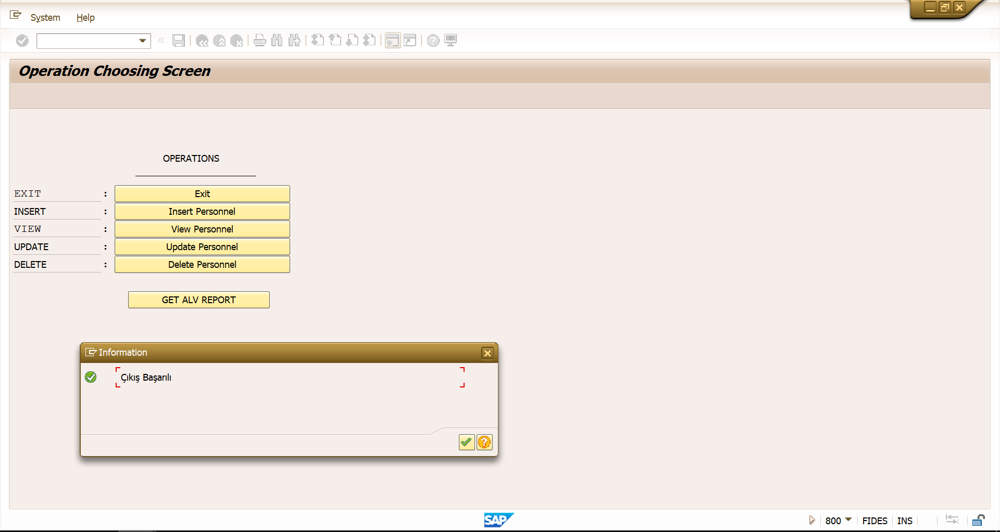 System Help
Operation Choosing Screen
OPERATIONS
EXIT : Exit
INSERT : Insert Personnel
VIEW : View Personnel
UPDATE : Update Personnel
DELETE : Delete Personnel
GET ALV REPORT
Information
Çıkış Başarılı
SAP 800 FIDES INS